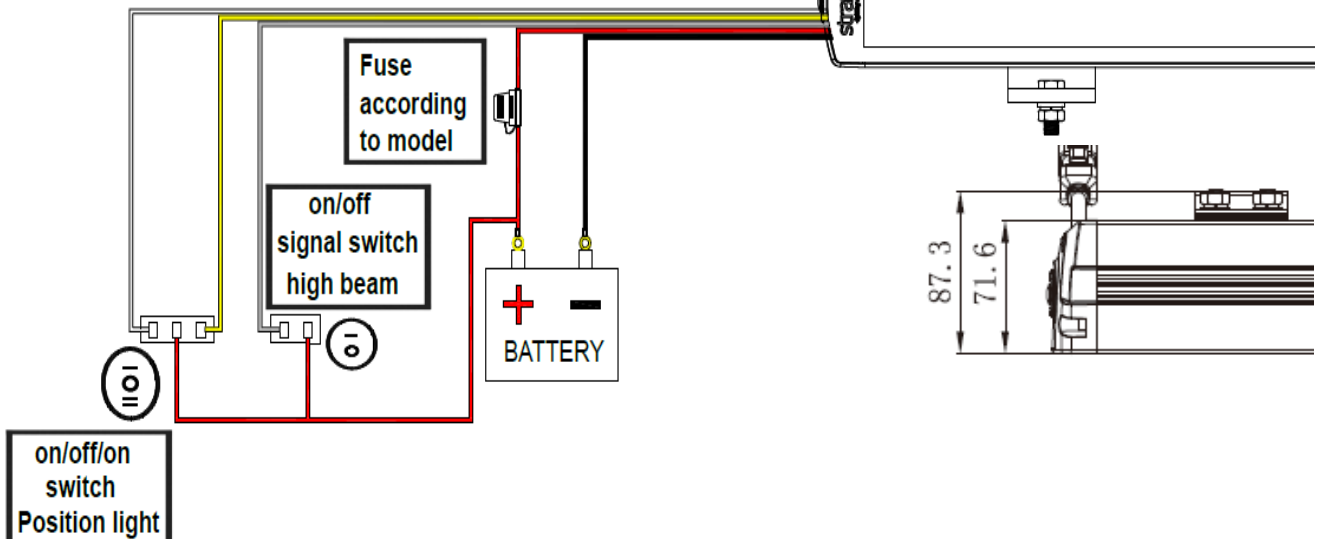 Fuse
according
to model
on/off
signal switch
high beam
BATTERY
87.3
71.6
on/off/on
switch
Position light